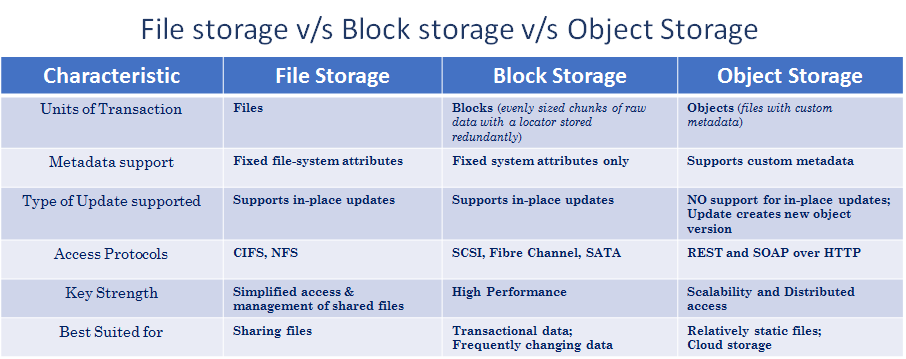 File storage v/s Block storage v/s Object Storage
Characteristic File Storage Block Storage Object Storage
Units of Transaction
Files
Blocks (evenly sized chunks of raw
data with a locator stored
redundantly)
Objects (files with custom
metadata)
Metadata support
Fixed file-system attributes
Fixed system attributes only
Supports custom metadata
Type of Update supported
Supports in-place updates
Supports in-place updates
NO support for in-place updates;
Update creates new object
version
Access Protocols
CIFS, NFS
SCSI, Fibre Channel, SATA
REST and SOAP over HTTP
Key Strength
Simplified access &
management of shared files
High Performance
Scalability and Distributed
access
Best Suited for
Sharing files
Transactional data;
Frequently changing data
Relatively static files;
Cloud storage